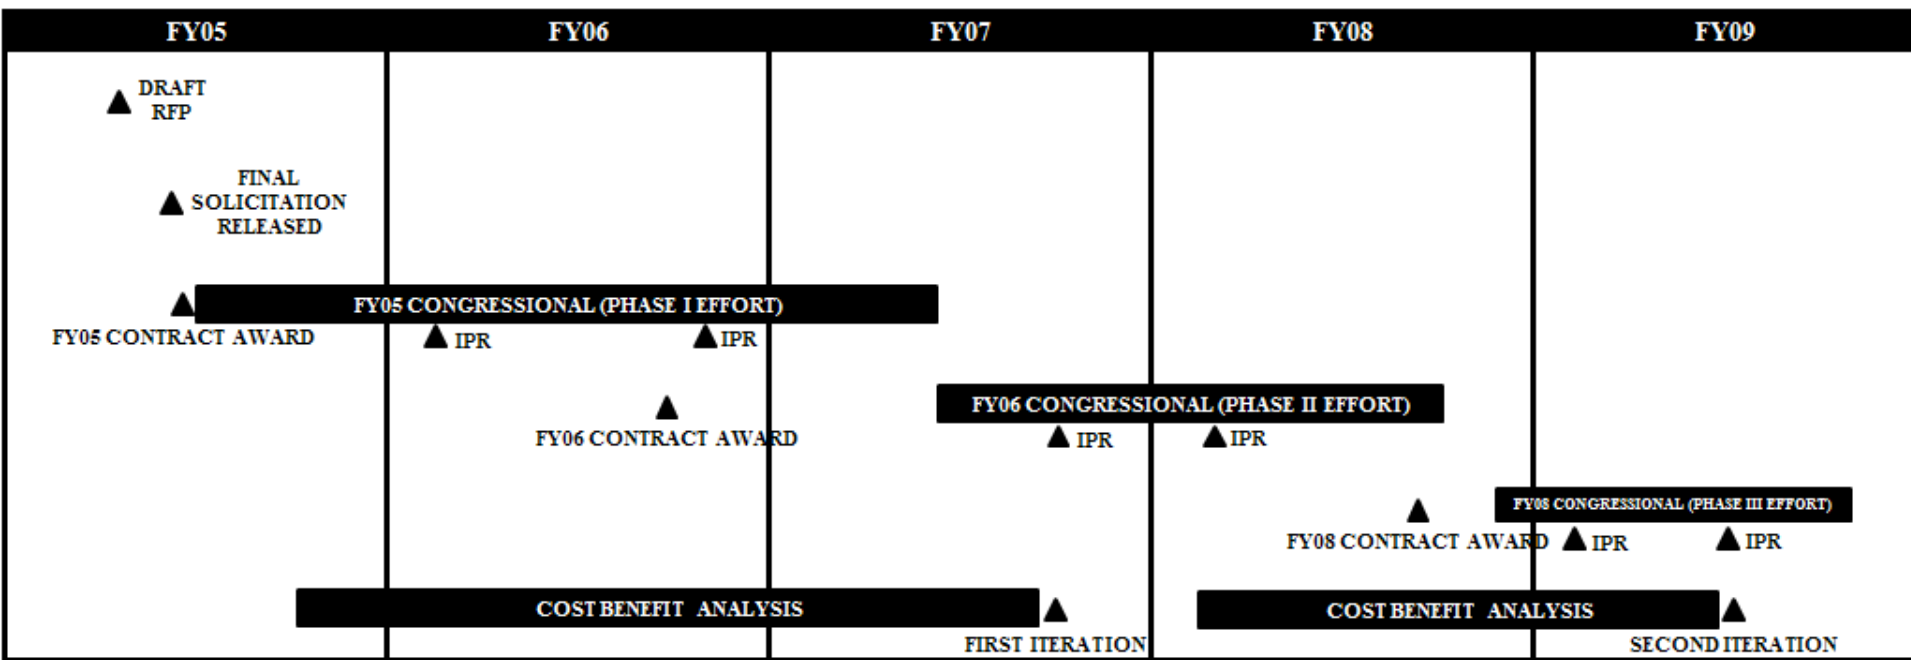 FY05 FY06 FY07 FY08 FY09
DRAFT
RFP
FINAL
SOLICITATION
RELEASED
FY05 CONGRESSIONAL (PHASE I EFFORT)
FY05 CONTRACT AWARD
IPR
IPR
FY06 CONGRESSIONAL (PHASE II EFFORT)
FY06 CONTRACT AWARD
IPR
IPR
FY08 CONGRESSIONAL (PHASE III EFFORT)
FY08 CONTRACT AWARD
IPR
IPR
COST BENEFIT ANALYSIS
FIRST ITERATION
COST BENEFIT ANALYSIS
SECOND ITERATION